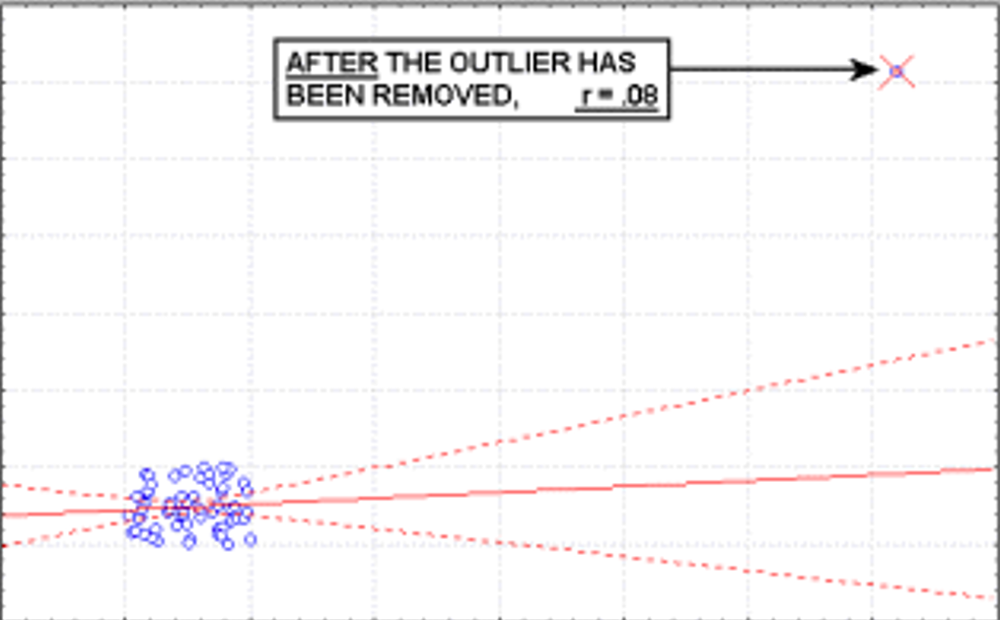 AFTER THE OUTLIER HAS
BEEN REMOVED, r = .08